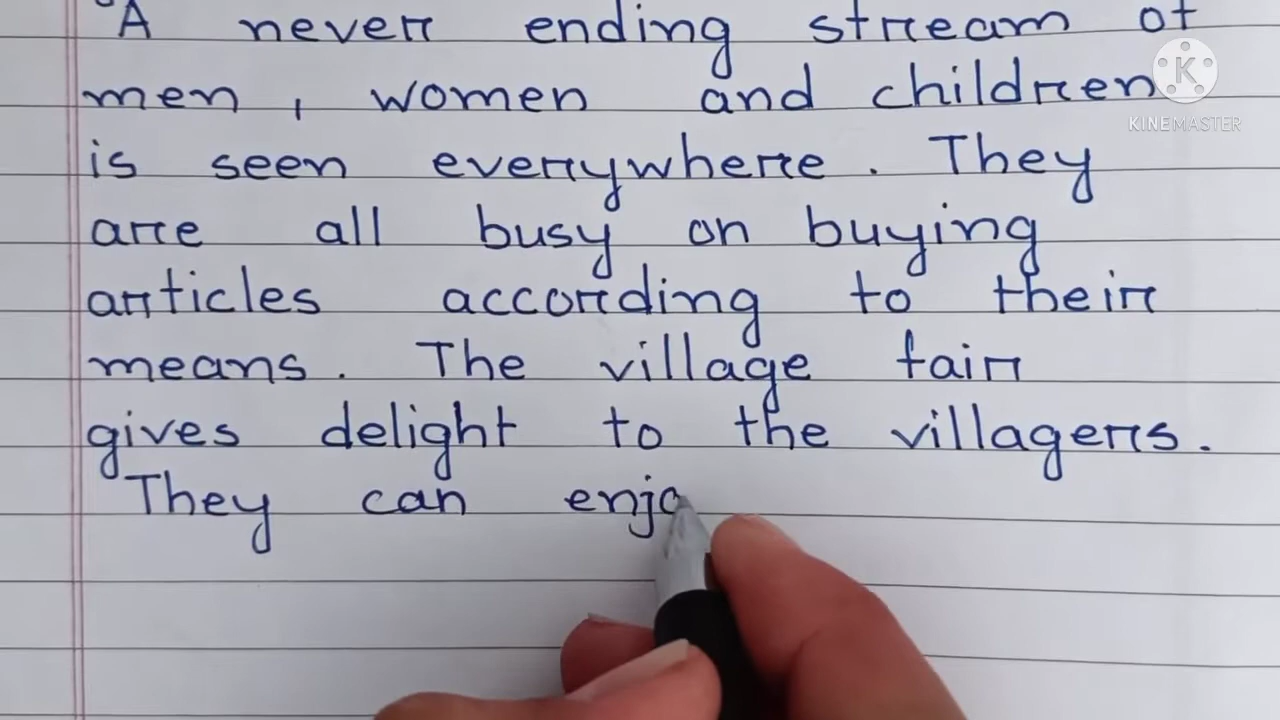 A never ending stream of
men, women and children
is seen everywhere. They
are all busy on buying
articles according to their
means. The village fair
gives delight to the villagers.
They can enjo
KINEMASTER